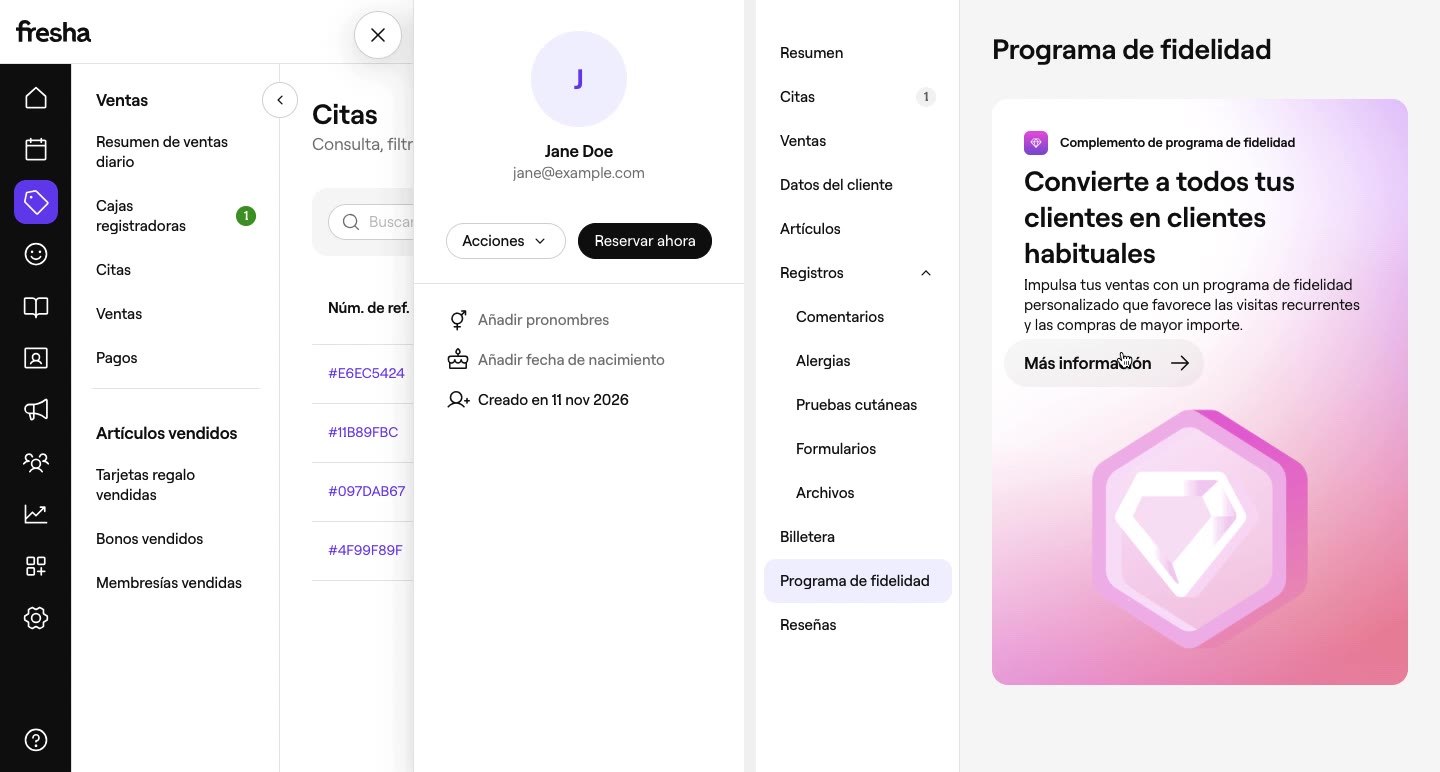 fresha
Ventas
Resumen de ventas
diario
Cajas
registradoras
1
Citas
Ventas
Pagos
Artículos vendidos
Tarjetas regalo
vendidas
Bonos vendidos
Membresías vendidas
Citas
Consulta, filtr
Buscar
Núm. de ref.
#E6EC5424
#11B89FBC
#097DAB67
#4F99F89F
J
Jane Doe
jane@example.com
Acciones
Reservar ahora
Añadir pronombres
Añadir fecha de nacimiento
Creado en 11 nov 2026
Resumen
Citas
1
Ventas
Datos del cliente
Artículos
Registros
Comentarios
Alergias
Pruebas cutáneas
Formularios
Archivos
Billetera
Programa de fidelidad
Reseñas
Programa de fidelidad
Complemento de programa de fidelidad
Convierte a todos tus
clientes en clientes
habituales
Impulsa tus ventas con un programa de fidelidad
personalizado que favorece las visitas recurrentes
y las compras de mayor importe.
Más información